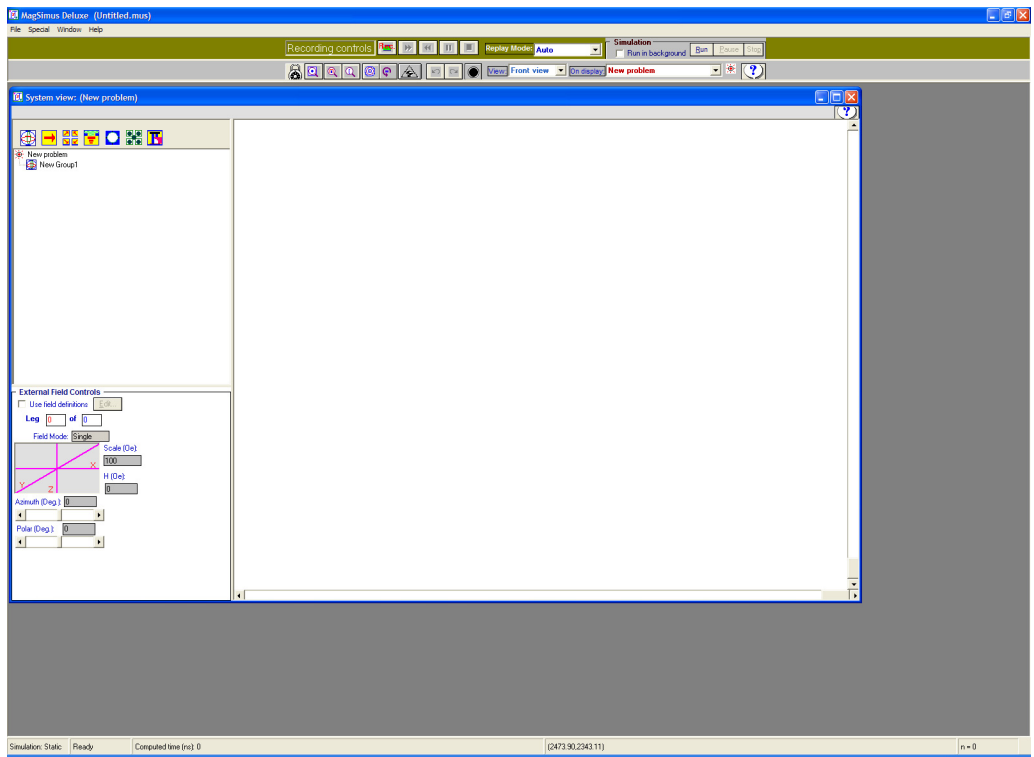 MagSimus Deluxe (Untitled.mus)
File Special Window Help
Recording controls
Replay Mode: Auto
Simulation
Run in background Run Pause Stop
View: Front view On display: New problem
System view: (New problem)
New problem
New Group1
External Field Controls
Use field definitions Edit...
Leg 0 of 0
Field Mode: Single
Scale (Oe):
100
H (Oe):
0
X
Y Z
Azimuth (Deg.): 0
Polar (Deg.): 0
Simulation: Static Ready Computed time (ns): 0 (2473.90,2343.11) n = 0